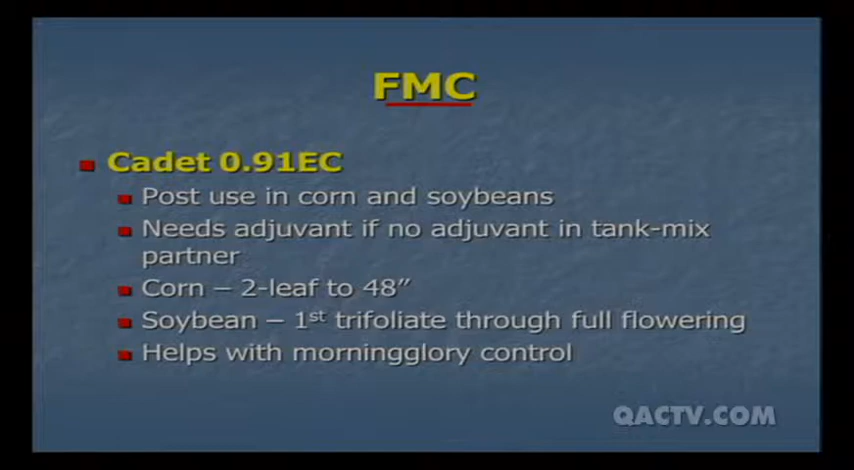 FMC
Cadet 0.91EC
Post use in corn and soybeans
Needs adjuvant if no adjuvant in tank-mix
partner
Corn – 2-leaf to 48”
Soybean – 1st trifoliate through full flowering
Helps with morningglory control
QACTV.COM